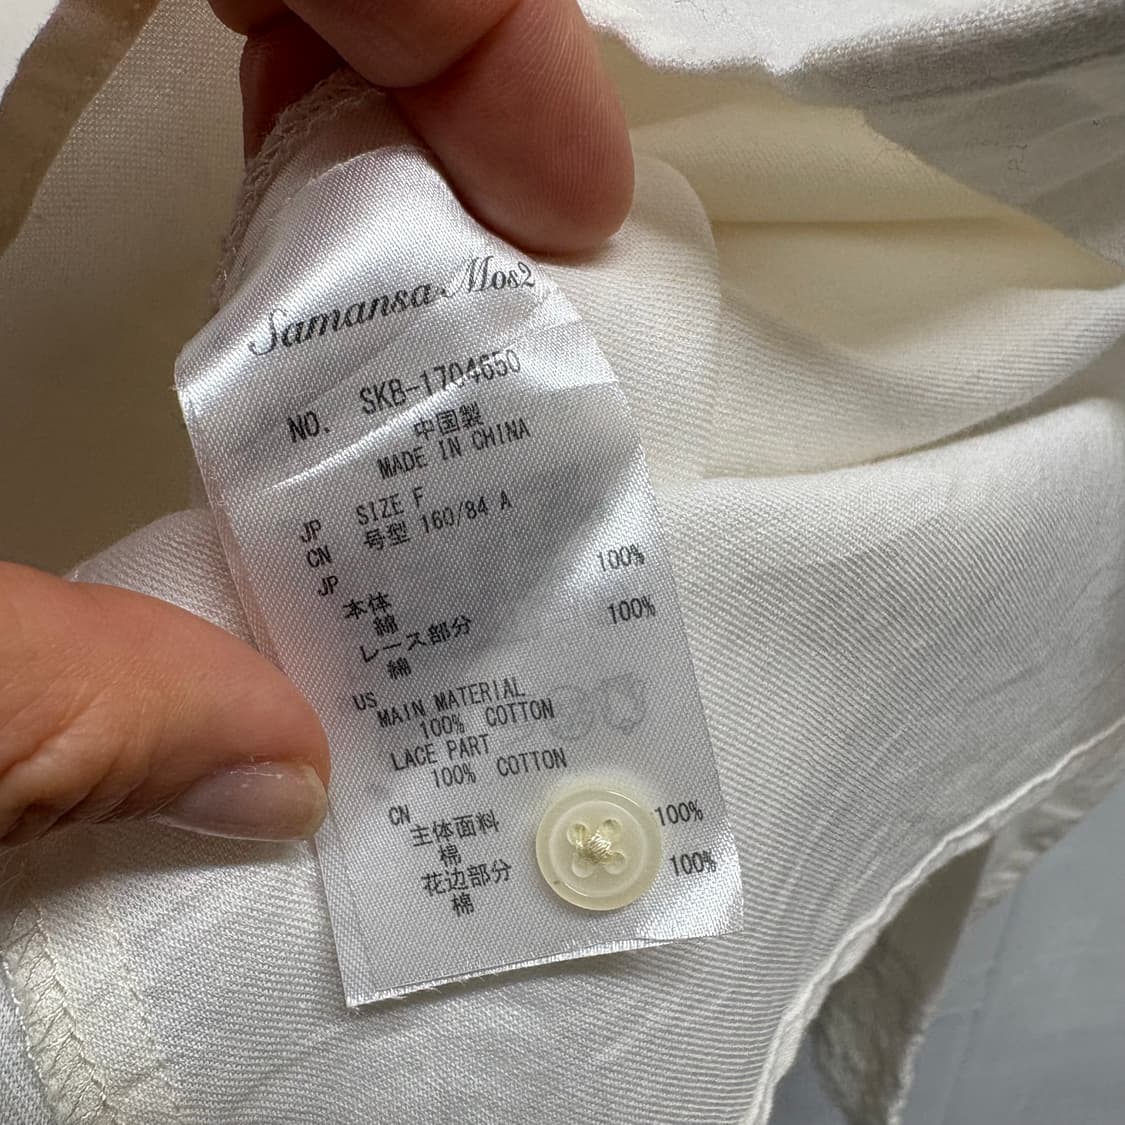 Samansa Mos2
NO. SKB-1704650
中国製
MADE IN CHINA
JP SIZE F
CN 号型 160/84 A
JP
本体
綿 100%
レース部分
綿 100%
US
MAIN MATERIAL
100% COTTON
LACE PART
100% COTTON
CN
主体面料
棉 100%
花边部分
棉 100%